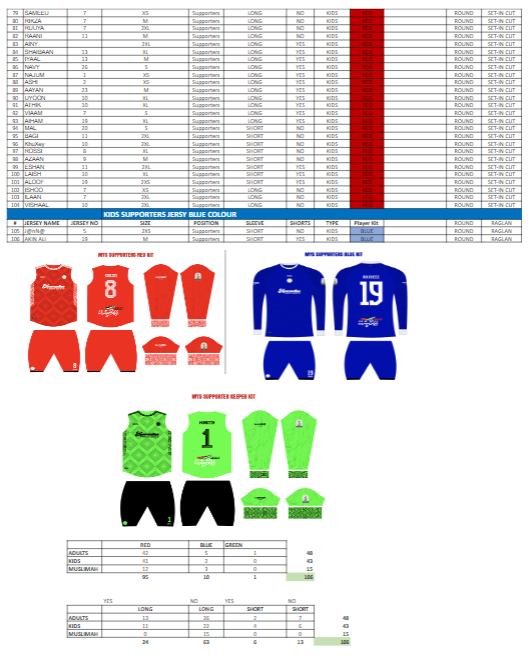 79 SAMEEU 7 XS Supporters LONG NO KIDS RED ROUND SET-IN CUT
80 RIKZA 7 M Supporters LONG NO KIDS RED ROUND SET-IN CUT
81 RUUYA 7 2XL Supporters LONG NO KIDS RED ROUND SET-IN CUT
82 RAANI 11 M Supporters LONG NO KIDS RED ROUND SET-IN CUT
83 AINY 2XL Supporters LONG YES KIDS RED ROUND SET-IN CUT
84 SHAIBAAN 13 XL Supporters LONG YES KIDS RED ROUND SET-IN CUT
85 IYAAL 13 M Supporters LONG YES KIDS RED ROUND SET-IN CUT
86 NAVY 26 S Supporters LONG YES KIDS RED ROUND SET-IN CUT
87 NAJUM 1 XS Supporters LONG YES KIDS RED ROUND SET-IN CUT
88 ASHI 2 XS Supporters LONG YES KIDS RED ROUND SET-IN CUT
89 AAYAN 23 M Supporters LONG YES KIDS RED ROUND SET-IN CUT
90 UYOON 10 XL Supporters LONG YES KIDS RED ROUND SET-IN CUT
91 ATHIK 10 XL Supporters LONG YES KIDS RED ROUND SET-IN CUT
92 VIAAM 7 S Supporters LONG YES KIDS RED ROUND SET-IN CUT
93 AIHAM 19 XL Supporters LONG YES KIDS RED ROUND SET-IN CUT
94 MAL 20 S Supporters SHORT NO KIDS RED ROUND SET-IN CUT
95 BAGI 11 2XL Supporters SHORT NO KIDS RED ROUND SET-IN CUT
96 KhuKey 10 2XL Supporters SHORT NO KIDS RED ROUND SET-IN CUT
97 ROSSI 8 XL Supporters SHORT NO KIDS RED ROUND SET-IN CUT
98 AZAAN 9 M Supporters SHORT NO KIDS RED ROUND SET-IN CUT
99 ESHAN 11 2XL Supporters SHORT YES KIDS RED ROUND SET-IN CUT
100 LAISH 10 XL Supporters SHORT YES KIDS RED ROUND SET-IN CUT
101 ALOOY 19 2XS Supporters SHORT YES KIDS RED ROUND SET-IN CUT
102 ISHOO 7 XS Supporters LONG NO KIDS RED ROUND SET-IN CUT
103 ILAAN 7 2XL Supporters LONG NO KIDS RED ROUND SET-IN CUT
104 VISHAAL 10 2XL Supporters SHORT NO KIDS RED ROUND SET-IN CUT
KIDS SUPPORTERS JERSY BLUE COLOUR
# JERSEY NAME JERSEY NO SIZE POSITION SLEEVE SHORTS TYPE Player Kit ROUND RAGLAN
105 5 2XS Supporters SHORT NO KIDS BLUE ROUND RAGLAN
106 AKIN ALI 19 M Supporters SHORT YES KIDS BLUE ROUND RAGLAN
MYS SUPPORTERS RED KIT
MYS SUPPORTERS BLUE KIT
8
19
MYS SUPPORTER KEEPER KIT
1
RED BLUE GREEN
ADULTS 42 5 1 48
KIDS 41 2 0 43
MUSLIMAH 12 3 0 15
95 10 1 106
YES NO YES NO
LONG LONG SHORT SHORT
ADULTS 13 26 2 7 48
KIDS 11 22 4 6 43
MUSLIMAH 0 15 0 0 15
24 63 6 13 106